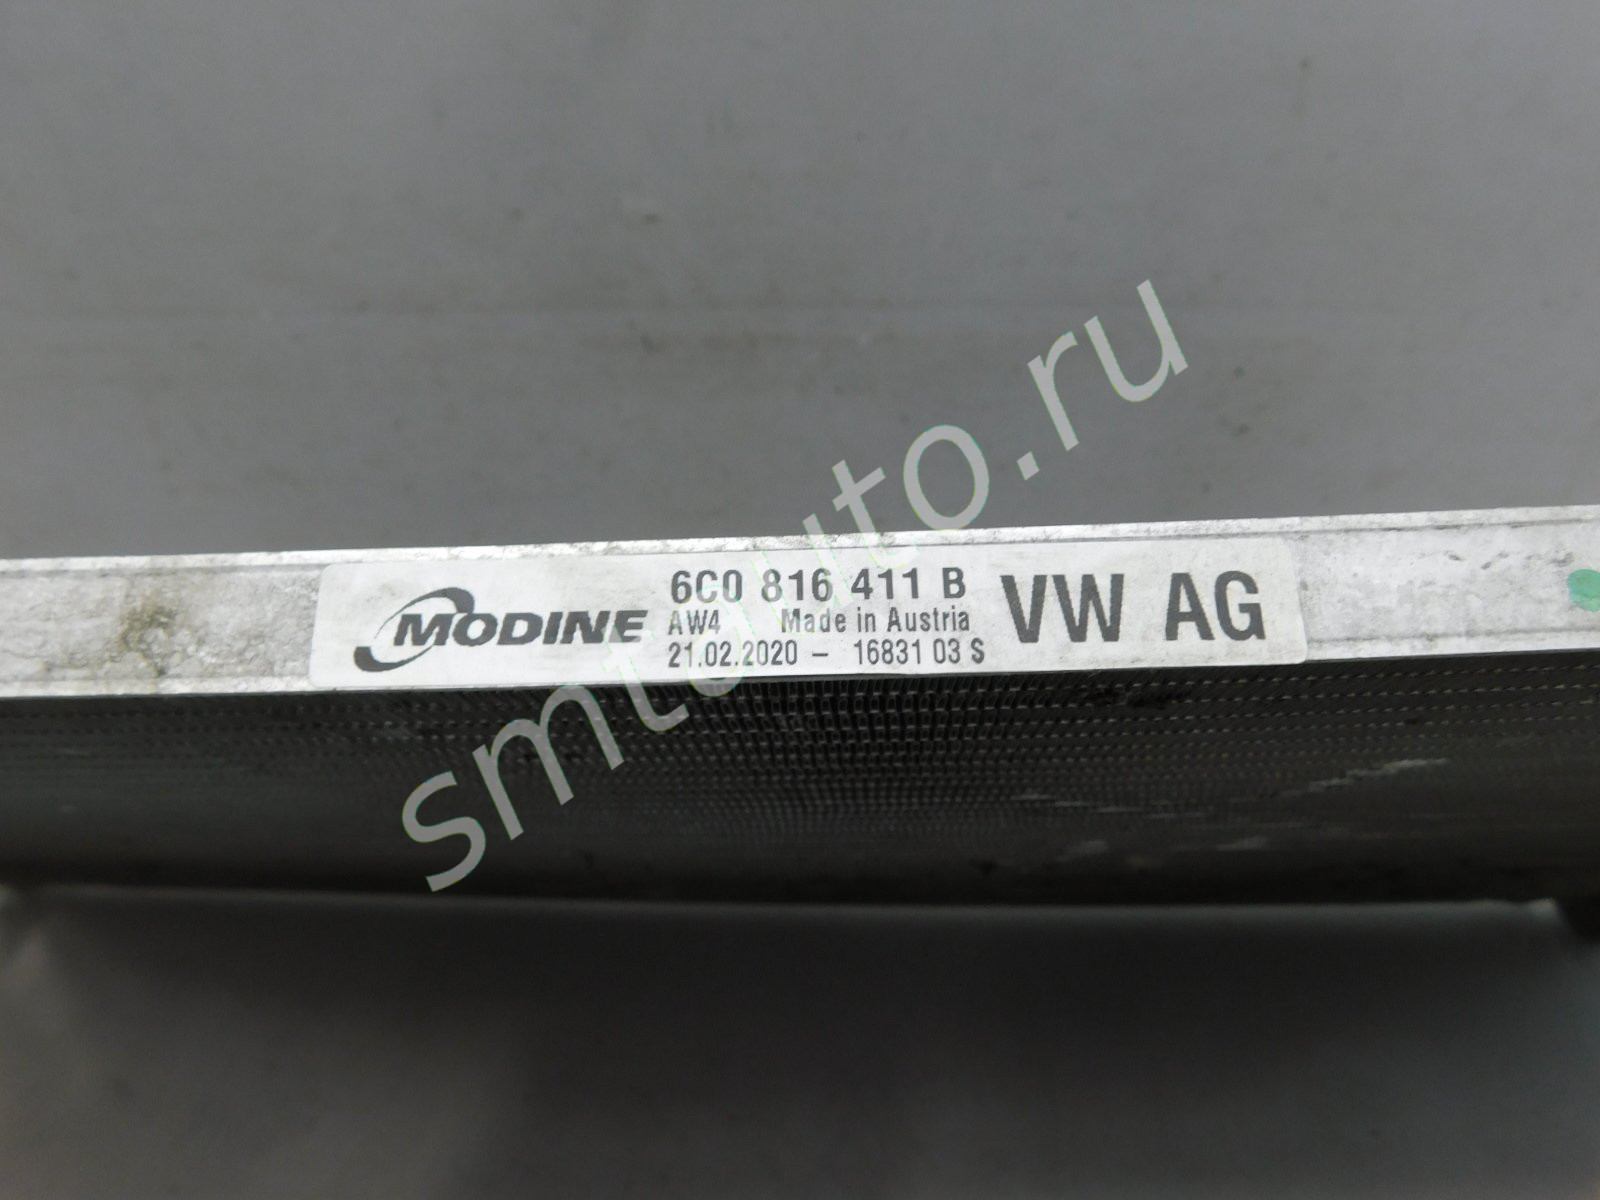 MODINE
6C0 816 411 B
AW4 Made in Austria
21.02.2020 - 16831 03 S
VW AG
smtauto.ru